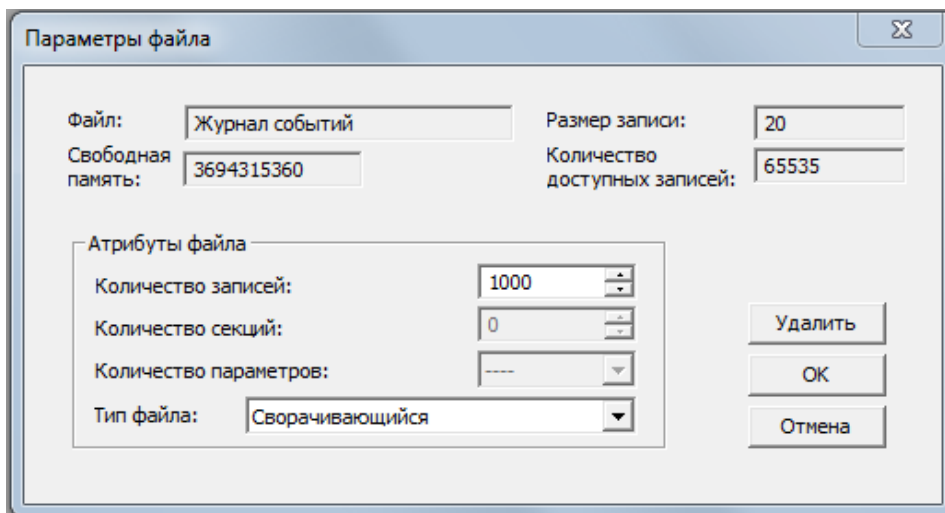 Параметры файла
Файл: Журнал событий Размер записи: 20
Свободная память: 3694315360 Количество доступных записей: 65535
Атрибуты файла
Количество записей: 1000
Количество секций: 0
Количество параметров: ----
Тип файла: Сворачивающийся
Удалить
OK
Отмена